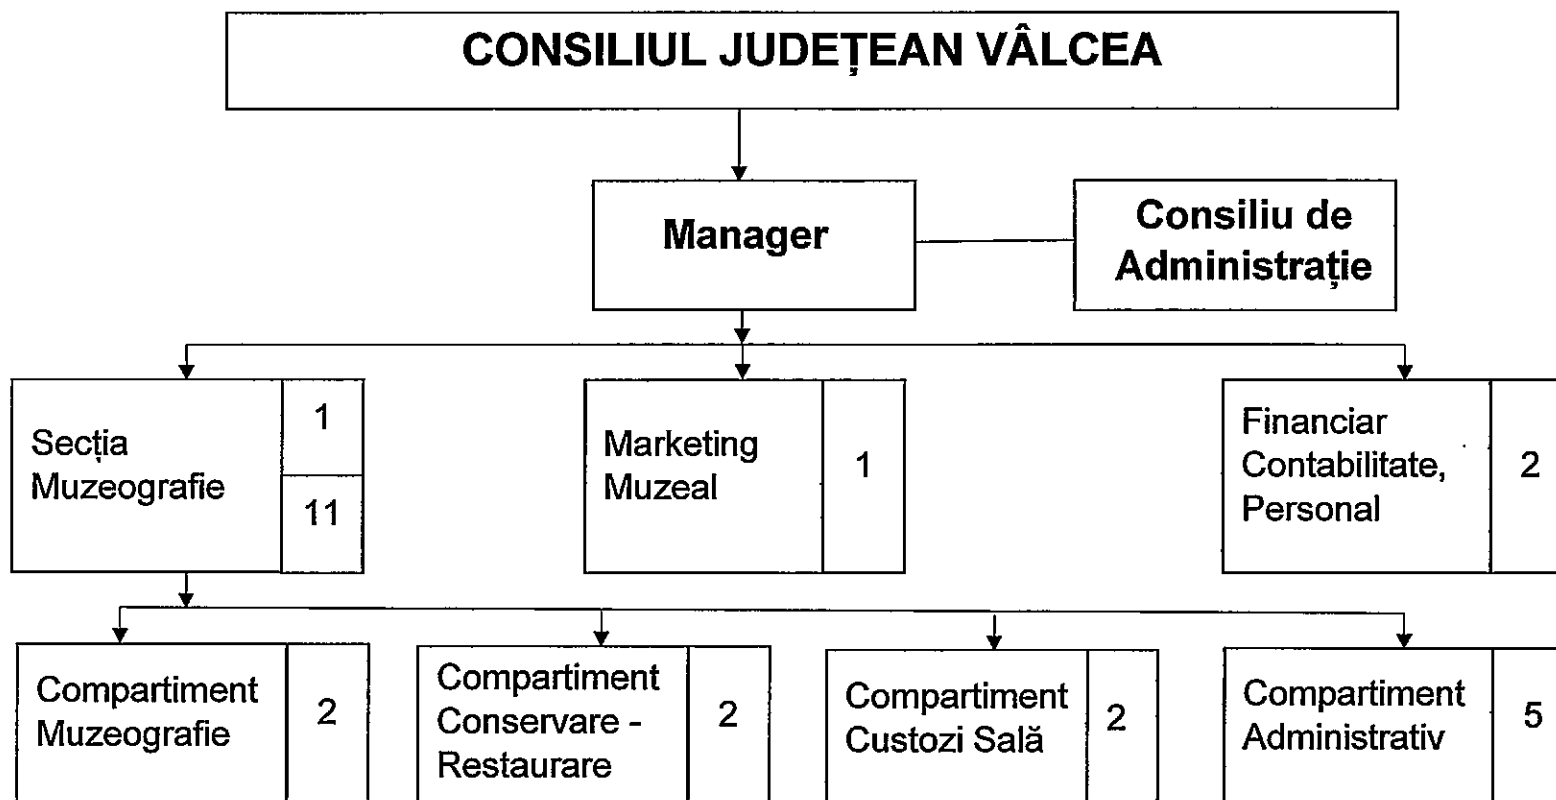 CONSILIUL JUDEȚEAN VÂLCEA
Manager
Consiliu de
Administrație
Secția
Muzeografie
1
11
Marketing
Muzeal
1
Financiar
Contabilitate,
Personal
2
Compartiment
Muzeografie
2
Compartiment
Conservare -
Restaurare
2
Compartiment
Custozi Sală
2
Compartiment
Administrativ
5